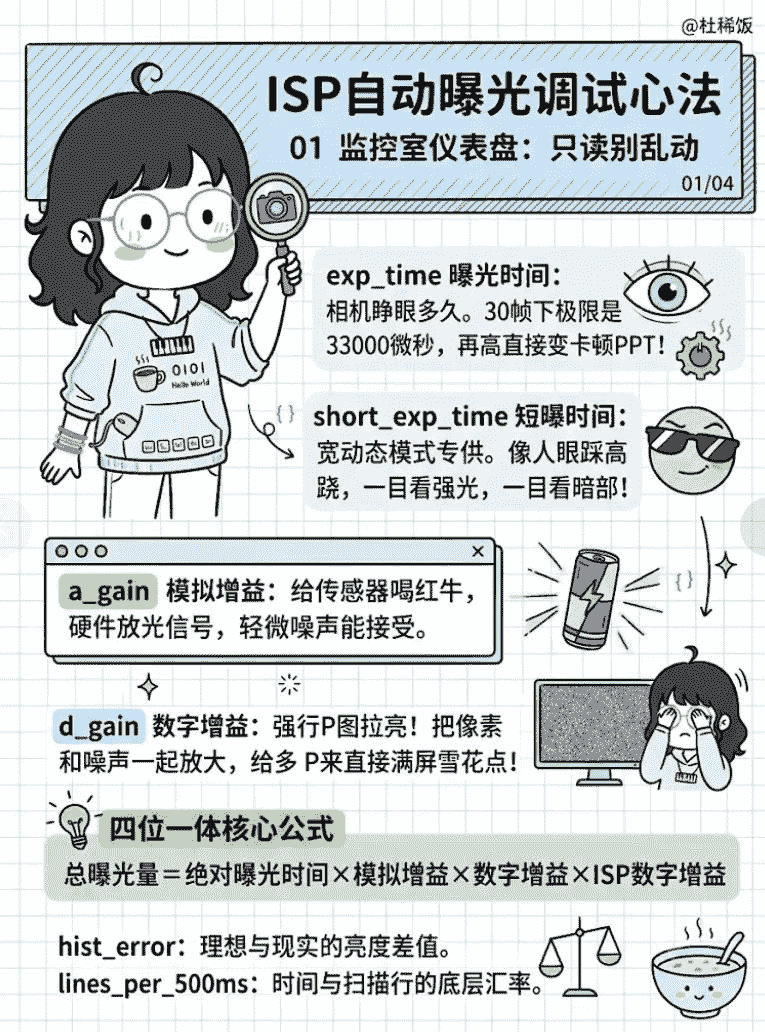 @杜稀饭
ISP自动曝光调试心法
01 监控室仪表盘：只读别乱动
01/04
exp_time 曝光时间：
相机睁眼多久。30帧下极限是
33000微秒，再高直接变卡顿PPT！
0101
Hello World
{ }
short_exp_time 短曝时间：
宽动态模式专供。像人眼踩高
跷，一目看强光，一目看暗部！
a_gain 模拟增益：给传感器喝红牛，
硬件放光信号，轻微噪声能接受。
{ }
d_gain 数字增益：强行P图拉亮！把像素
和噪声一起放大，给多 P来直接满屏雪花点！
四位一体核心公式
总曝光量＝绝对曝光时间×模拟增益×数字增益×ISP数字增益
hist_error：理想与现实的亮度差值。
lines_per_500ms：时间与扫描行的底层汇率。